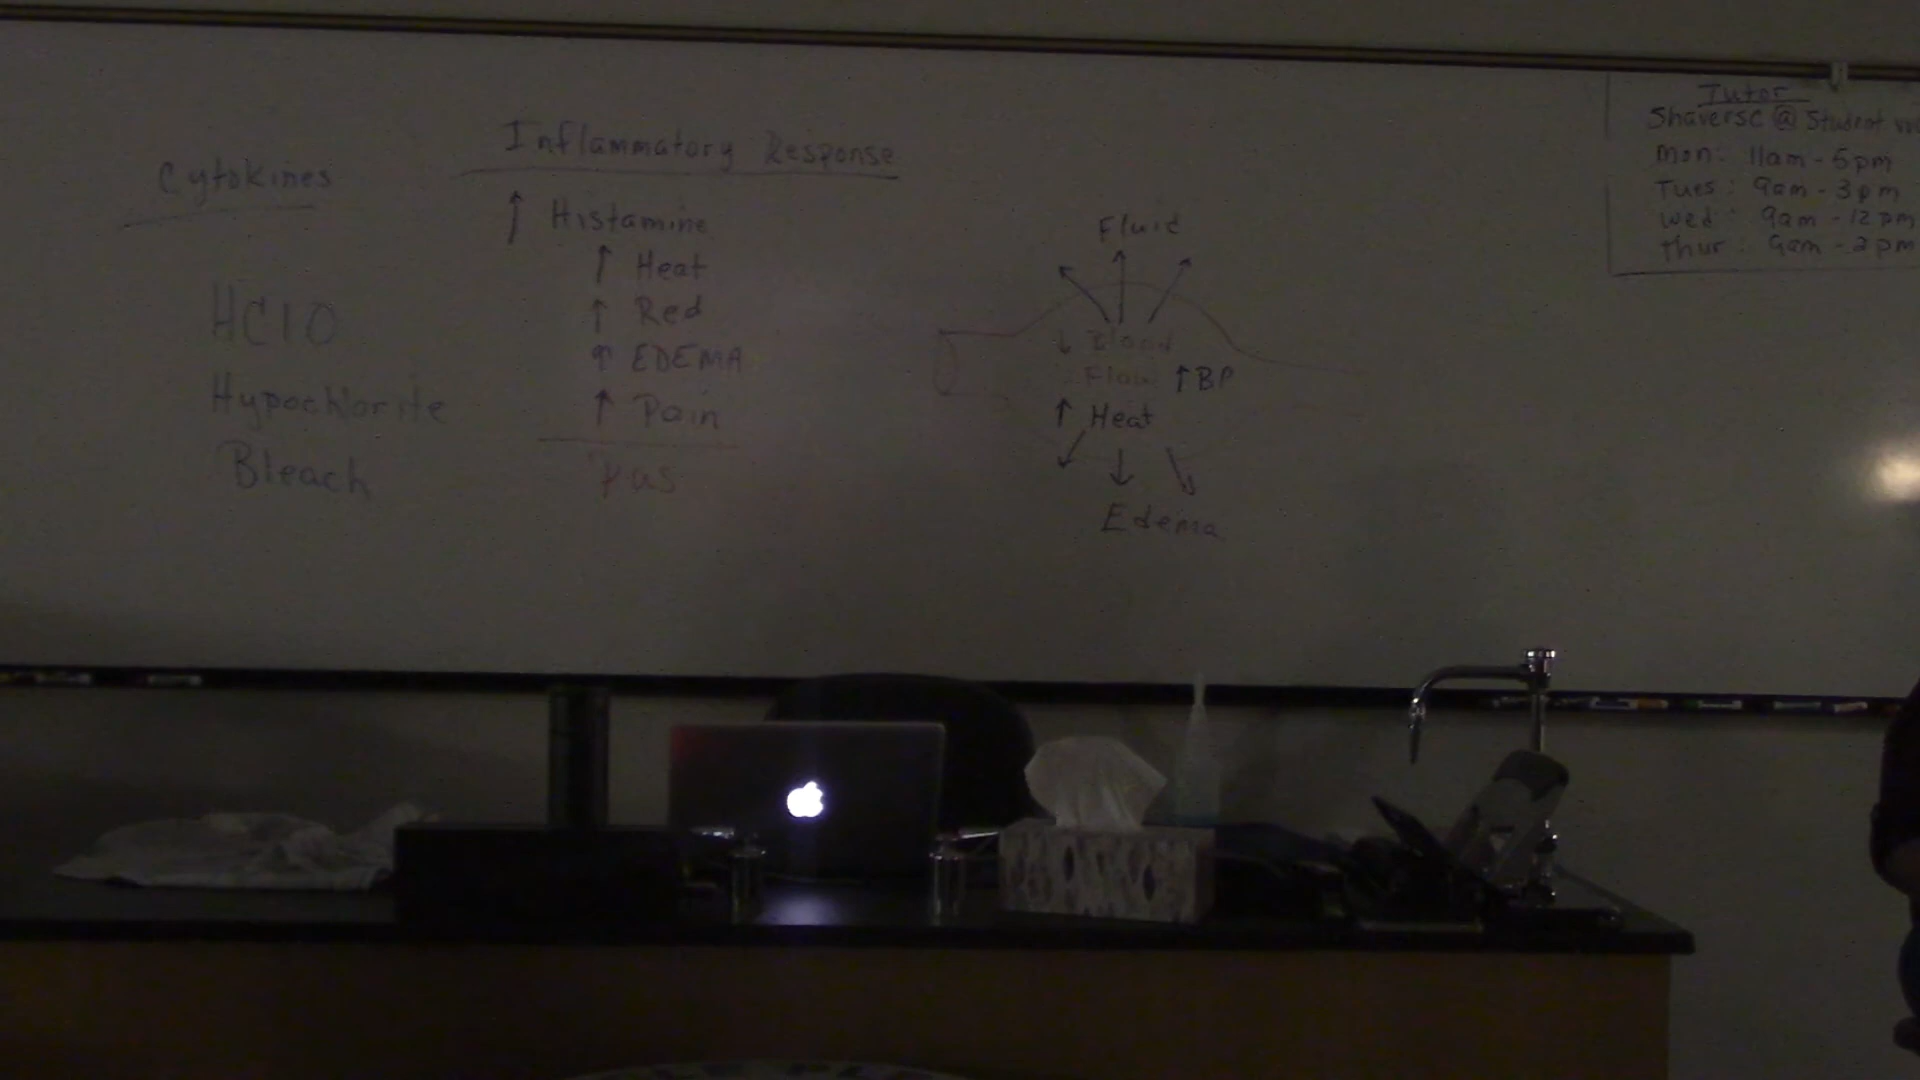 Cytokines
HClO
Hypochlorite
Bleach
Inflammatory Response
↑ Histamine
↑ Heat
↑ Red
↑ EDEMA
↑ Pain
Pus
Fluid
↓ Blood
Flow ↑BP
↑ Heat
Edema
Tutor
Shaversc @ Student
Mon: 11am - 5pm
Tues: 9am - 3pm
Wed: 9am - 12pm
Thur: 9am - 3pm